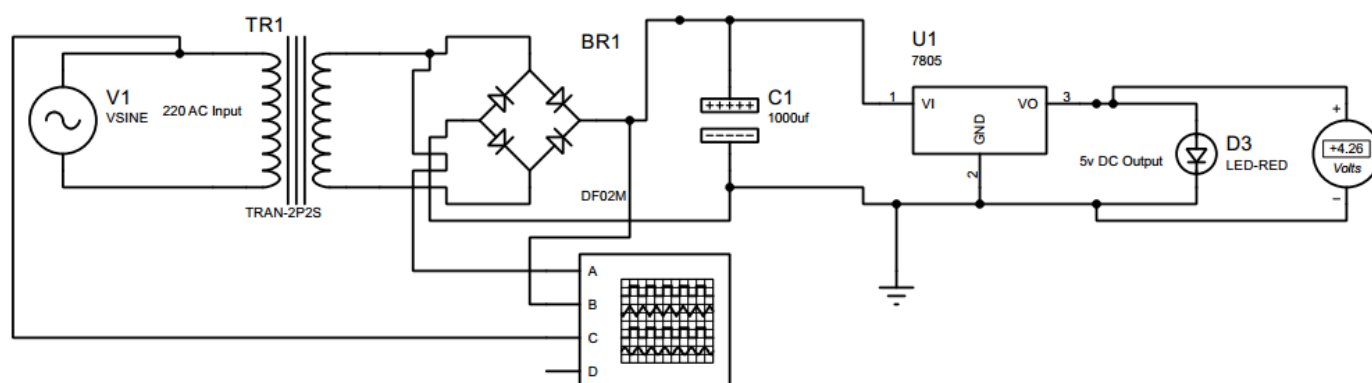 TR1
BR1
U1
7805
V1
VSINE
220 AC Input
C1
1000uf
+++++
-----
1
VI
VO
3
GND
2
5v DC Output
D3
LED-RED
+
+4.26
Volts
-
TRAN-2P2S
DF02M
A
B
C
D